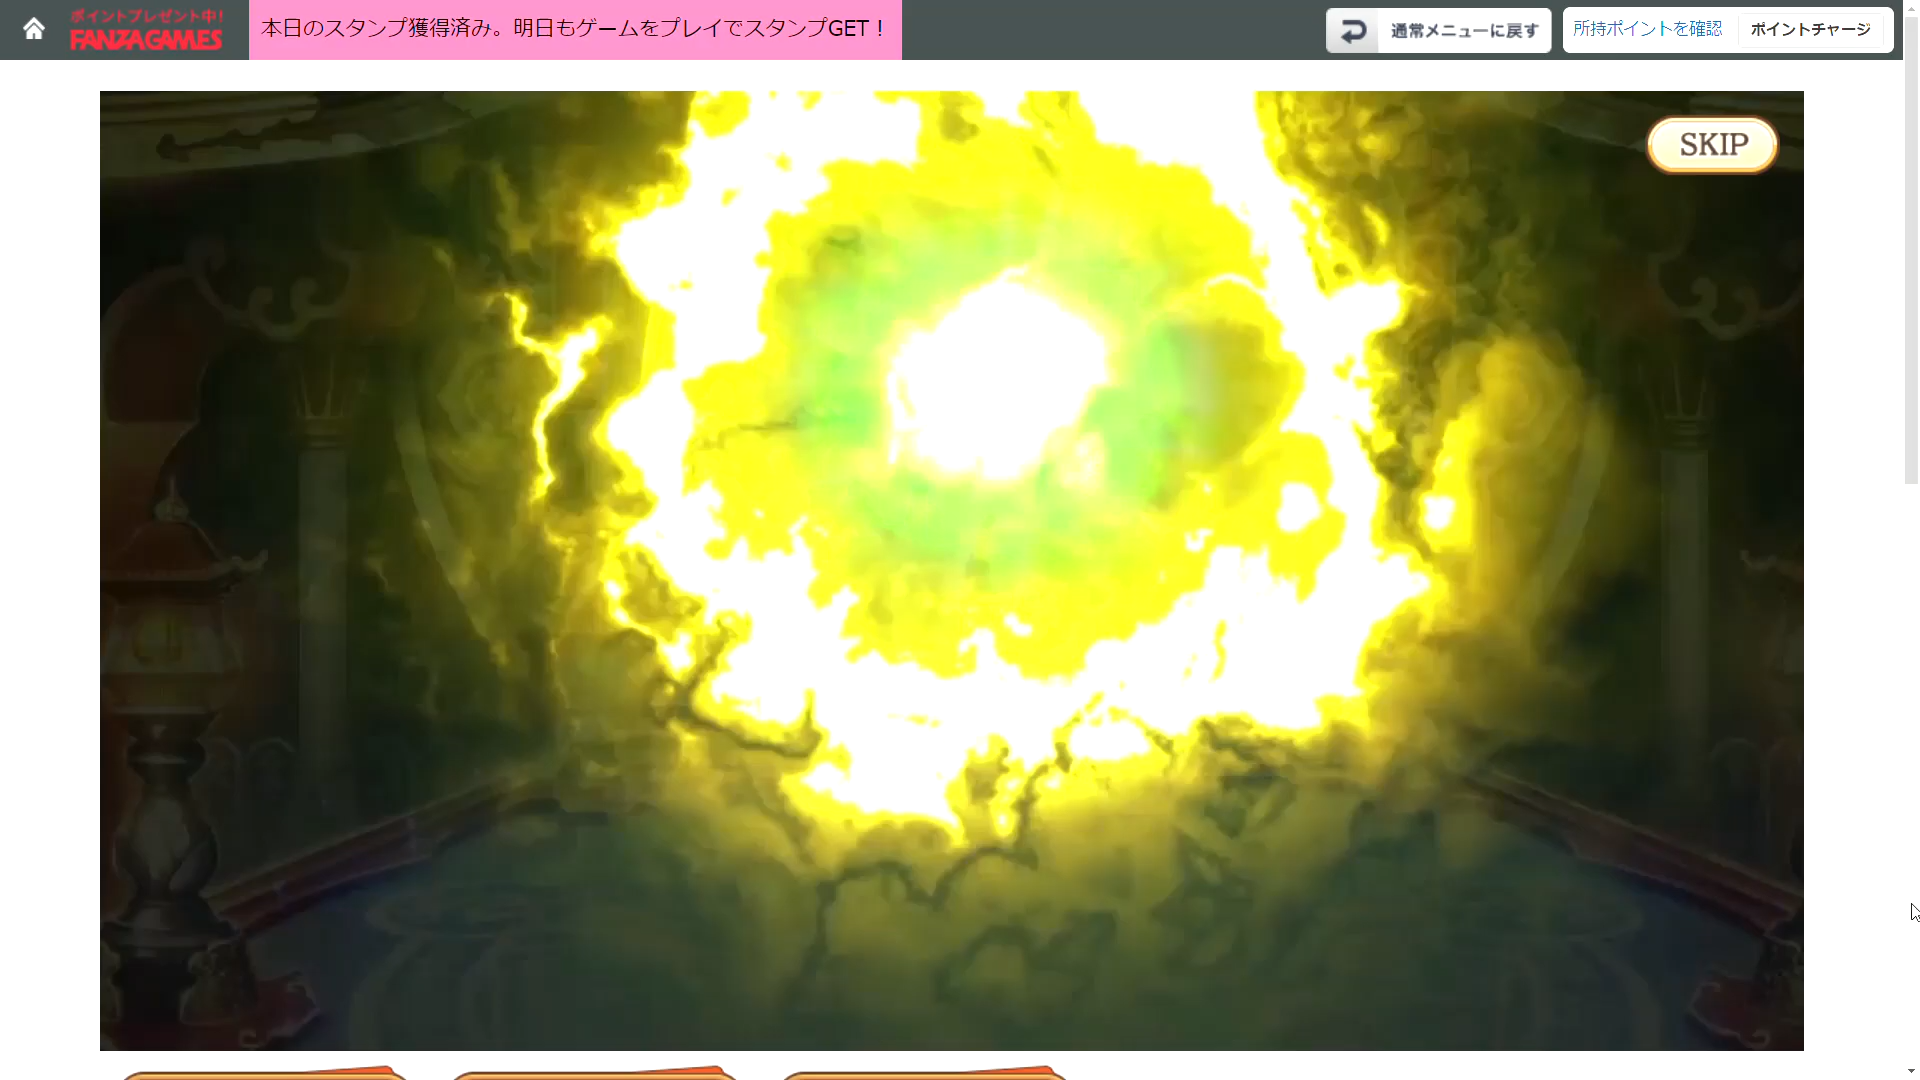 ポイントプレゼント中!
FANZA GAMES
本日のスタンプ獲得済み。明日もゲームをプレイでスタンプGET！
通常メニューに戻す
所持ポイントを確認
ポイントチャージ
SKIP